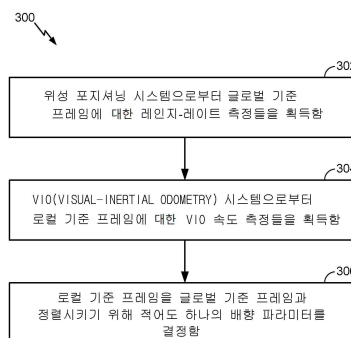 300
302
위성 포지셔닝 시스템으로부터 글로벌 기준
프레임에 대한 레인지-레이트 측정들을 획득함
304
VIO(VISUAL-INERTIAL ODOMETRY) 시스템으로부터
로컬 기준 프레임에 대한 VIO 속도 측정들을 획득함
306
로컬 기준 프레임을 글로벌 기준 프레임과
정렬시키기 위해 적어도 하나의 배향 파라미터를
결정함